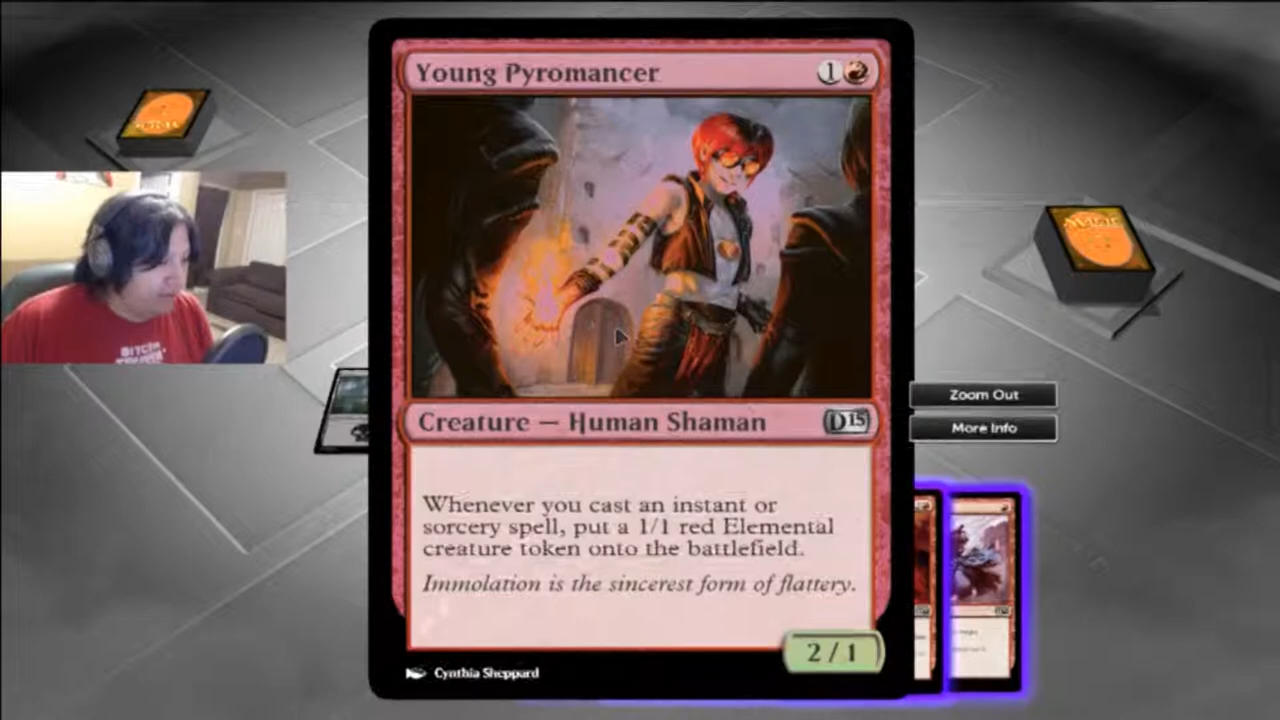 Young Pyromancer
1
Creature — Human Shaman
D15
Whenever you cast an instant or
sorcery spell, put a 1/1 red Elemental
creature token onto the battlefield.
Immolation is the sincerest form of flattery.
2 / 1
Cynthia Sheppard
Zoom Out
More Info
MAGIC